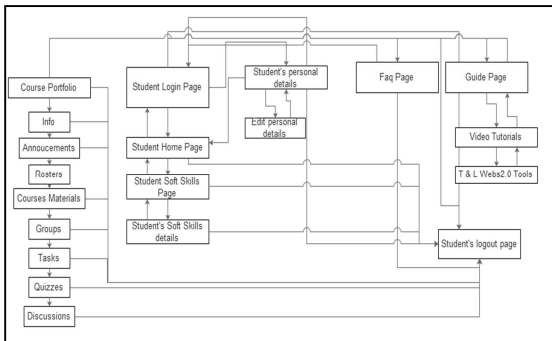 Course Portfolio
Info
Annoucements
Rosters
Courses Materials
Groups
Tasks
Quizzes
Discussions
Student Login Page
Student Home Page
Student Soft Skills
Page
Student's Soft Skills
details
Student's personal
details
Edit personal
details
Faq Page
Guide Page
Video Tutorials
T & L Webs2.0 Tools
Student's logout page